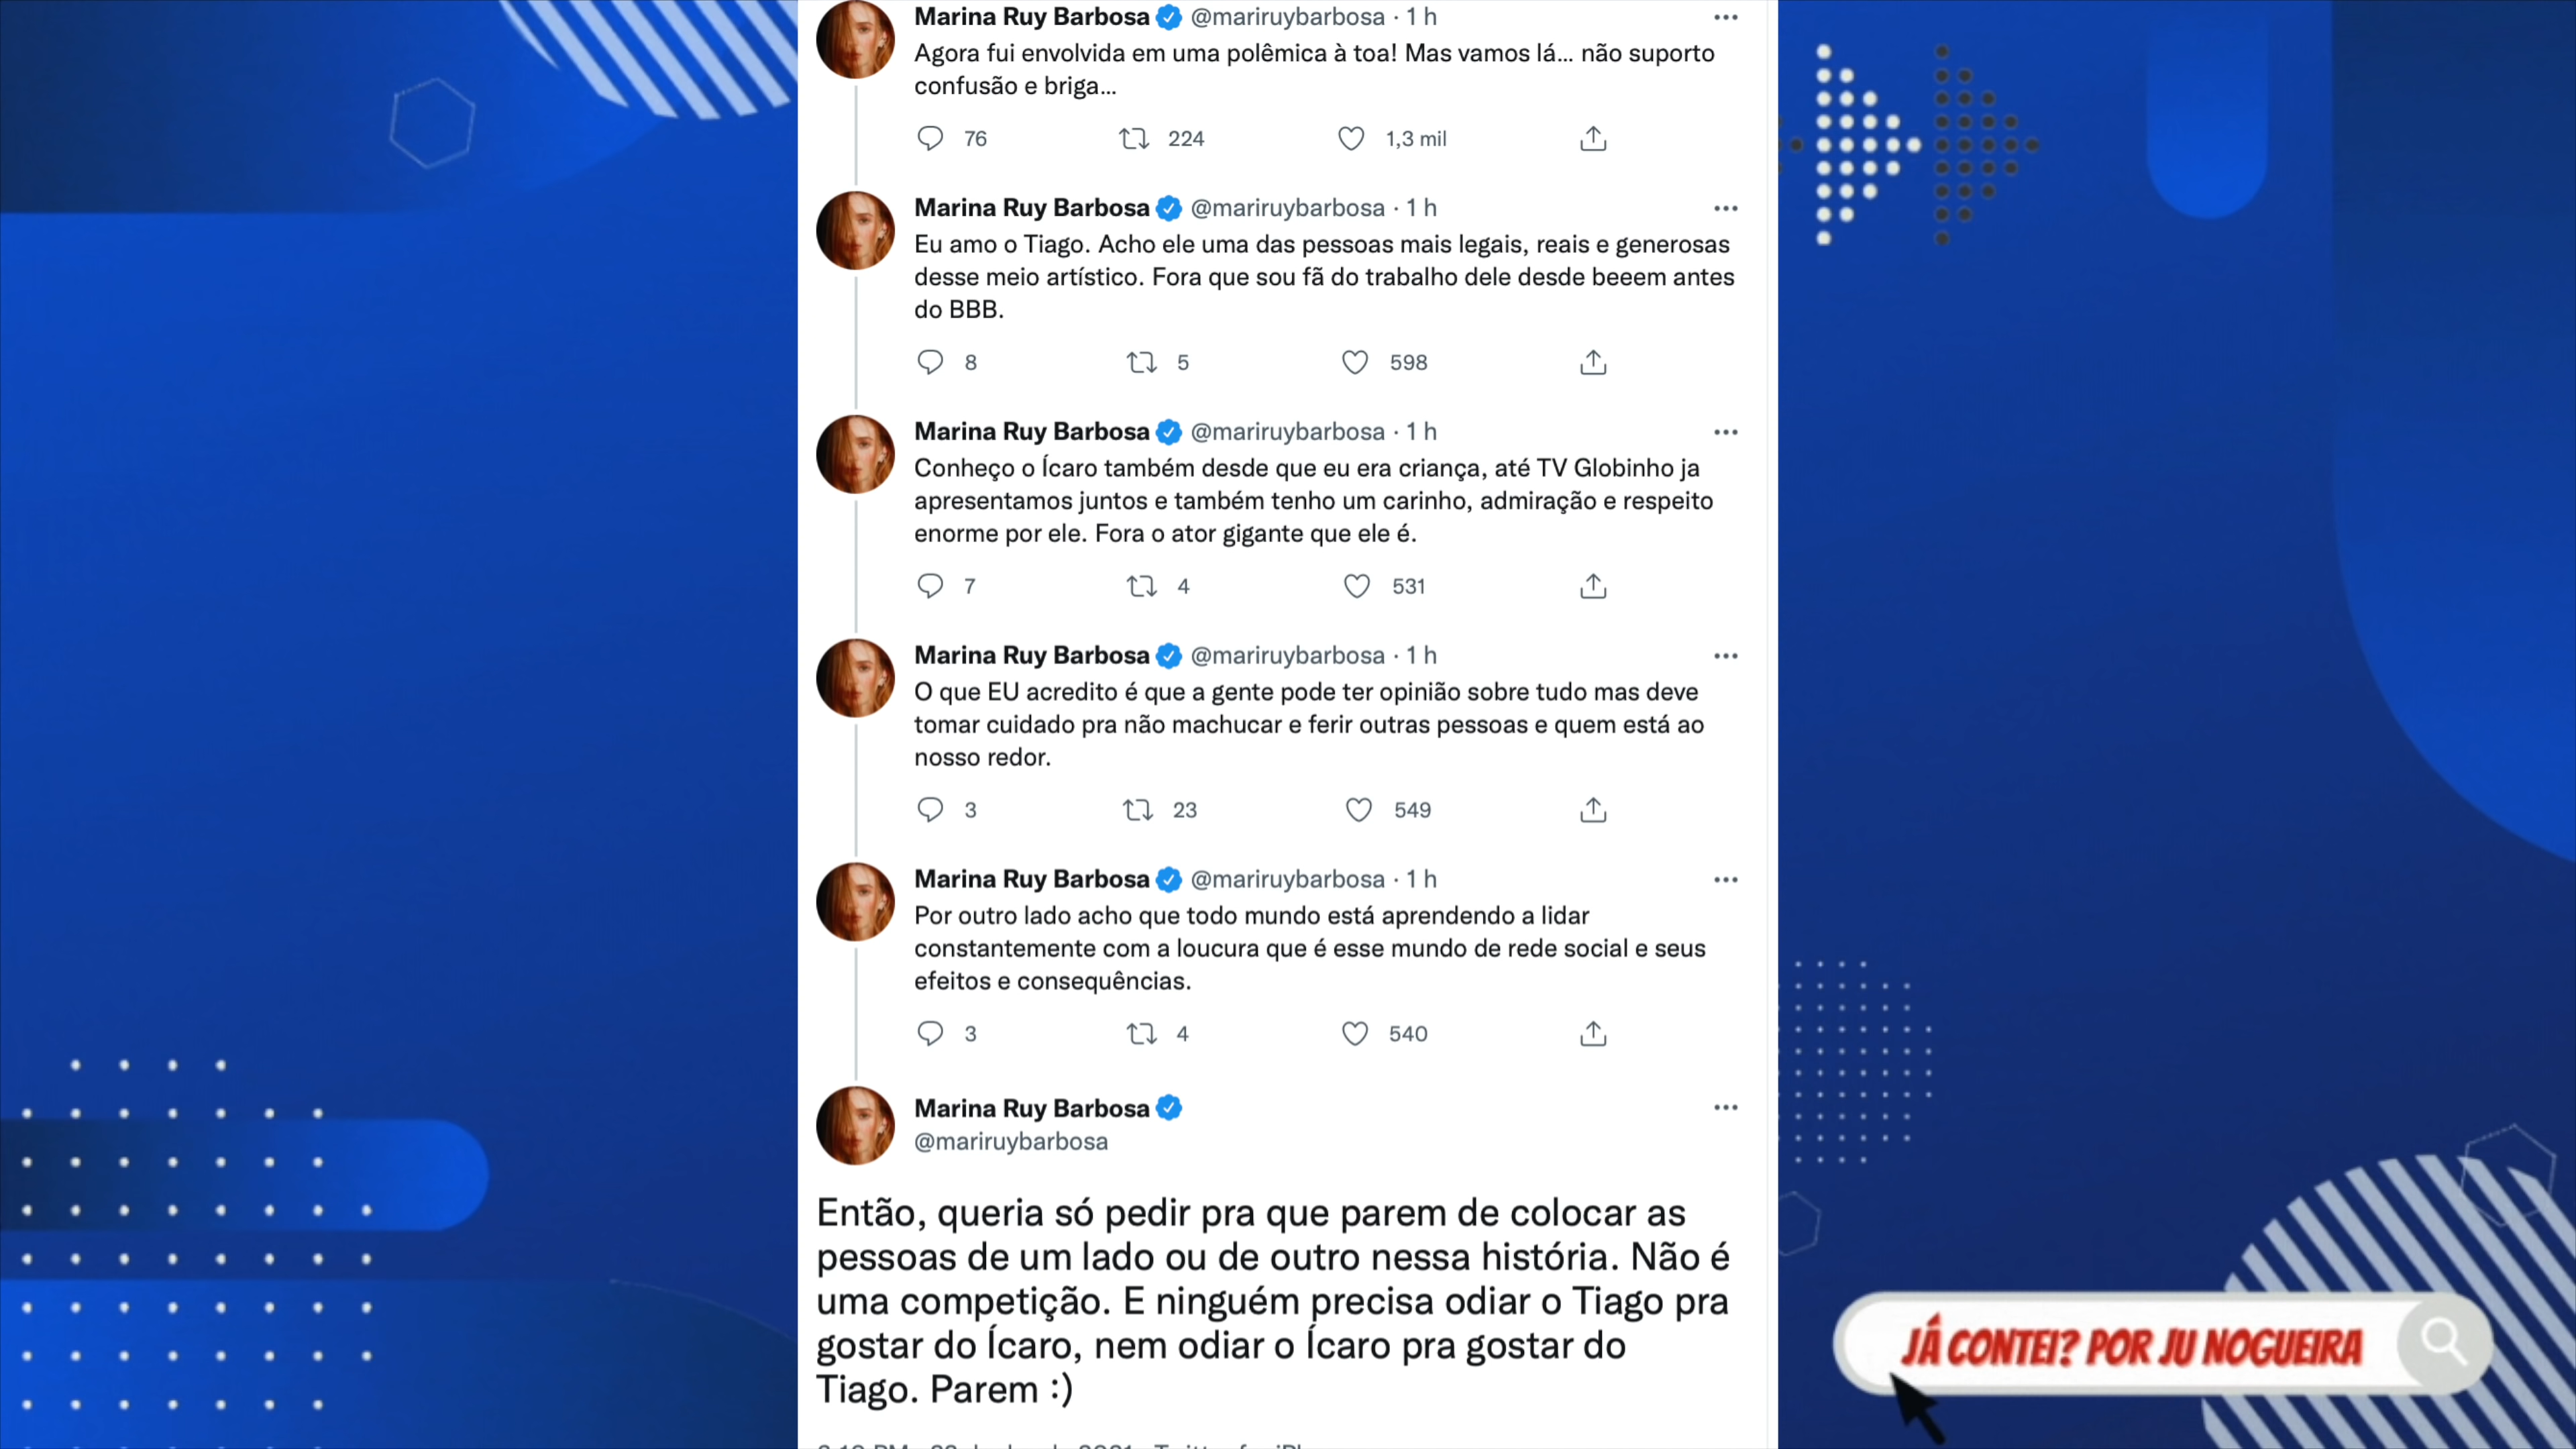 Marina Ruy Barbosa @mariruybarbosa · 1 h
Agora fui envolvida em uma polêmica à toa! Mas vamos lá... não suporto
confusão e briga...
76 224 1,3 mil
Marina Ruy Barbosa @mariruybarbosa · 1 h
Eu amo o Tiago. Acho ele uma das pessoas mais legais, reais e generosas
desse meio artístico. Fora que sou fã do trabalho dele desde beeem antes
do BBB.
8 5 598
Marina Ruy Barbosa @mariruybarbosa · 1 h
Conheço o Ícaro também desde que eu era criança, até TV Globinho ja
apresentamos juntos e também tenho um carinho, admiração e respeito
enorme por ele. Fora o ator gigante que ele é.
7 4 531
Marina Ruy Barbosa @mariruybarbosa · 1 h
O que EU acredito é que a gente pode ter opinião sobre tudo mas deve
tomar cuidado pra não machucar e ferir outras pessoas e quem está ao
nosso redor.
3 23 549
Marina Ruy Barbosa @mariruybarbosa · 1 h
Por outro lado acho que todo mundo está aprendendo a lidar
constantemente com a loucura que é esse mundo de rede social e seus
efeitos e consequências.
3 4 540
Marina Ruy Barbosa
@mariruybarbosa
Então, queria só pedir pra que parem de colocar as
pessoas de um lado ou de outro nessa história. Não é
uma competição. E ninguém precisa odiar o Tiago pra
gostar do Ícaro, nem odiar o Ícaro pra gostar do
Tiago. Parem :)
JÁ CONTEI? POR JU NOGUEIRA